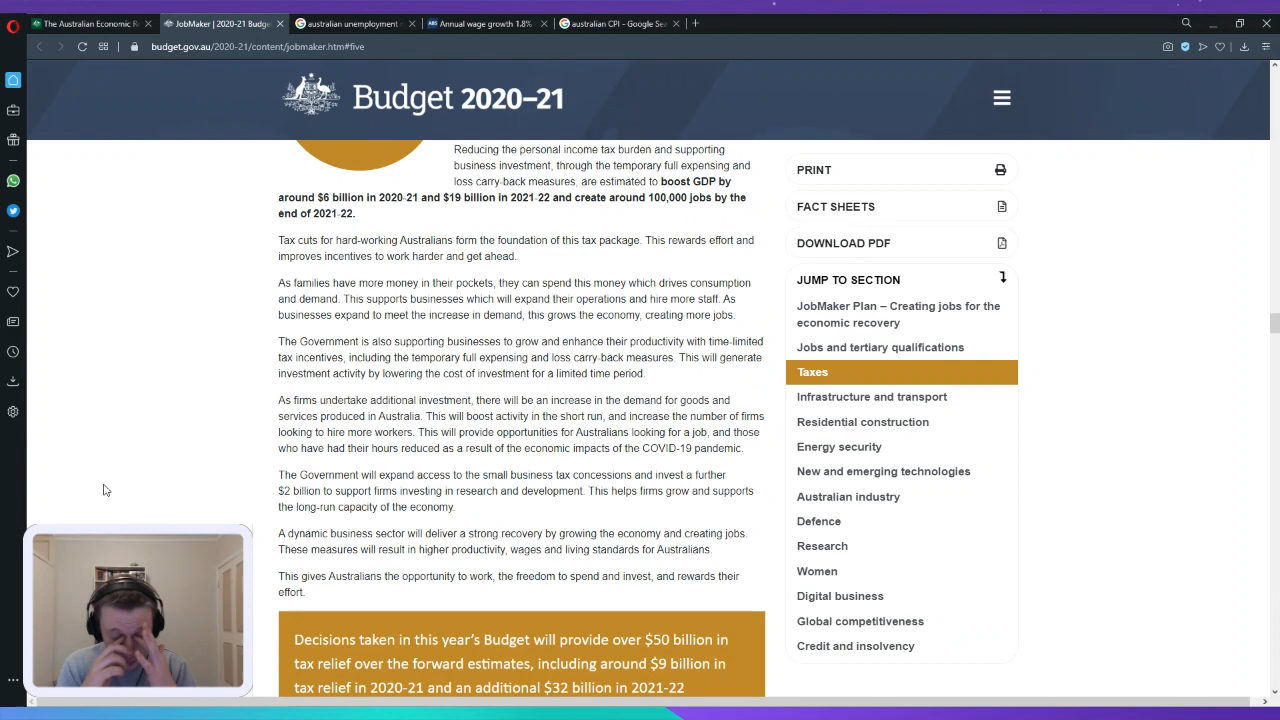 The Australian Economic R
JobMaker | 2020-21 Budge
australian unemployment
Annual wage growth 1.8%
australian CPI - Google Sea
budget.gov.au/2020-21/content/jobmaker.htm#five
Budget 2020–21
Reducing the personal income tax burden and supporting
business investment, through the temporary full expensing and
loss carry-back measures, are estimated to boost GDP by
around $6 billion in 2020-21 and $19 billion in 2021-22 and create around 100,000 jobs by the
end of 2021-22.
Tax cuts for hard-working Australians form the foundation of this tax package. This rewards effort and
improves incentives to work harder and get ahead.
As families have more money in their pockets, they can spend this money which drives consumption
and demand. This supports businesses which will expand their operations and hire more staff. As
businesses expand to meet the increase in demand, this grows the economy, creating more jobs.
The Government is also supporting businesses to grow and enhance their productivity with time-limited
tax incentives, including the temporary full expensing and loss carry-back measures. This will generate
investment activity by lowering the cost of investment for a limited time period.
As firms undertake additional investment, there will be an increase in the demand for goods and
services produced in Australia. This will boost activity in the short run, and increase the number of firms
looking to hire more workers. This will provide opportunities for Australians looking for a job, and those
who have had their hours reduced as a result of the economic impacts of the COVID-19 pandemic.
The Government will expand access to the small business tax concessions and invest a further
$2 billion to support firms investing in research and development. This helps firms grow and supports
the long-run capacity of the economy.
A dynamic business sector will deliver a strong recovery by growing the economy and creating jobs.
These measures will result in higher productivity, wages and living standards for Australians.
This gives Australians the opportunity to work, the freedom to spend and invest, and rewards their
effort.
Decisions taken in this year's Budget will provide over $50 billion in
tax relief over the forward estimates, including around $9 billion in
tax relief in 2020-21 and an additional $32 billion in 2021-22
PRINT
FACT SHEETS
DOWNLOAD PDF
JUMP TO SECTION
JobMaker Plan – Creating jobs for the
economic recovery
Jobs and tertiary qualifications
Taxes
Infrastructure and transport
Residential construction
Energy security
New and emerging technologies
Australian industry
Defence
Research
Women
Digital business
Global competitiveness
Credit and insolvency